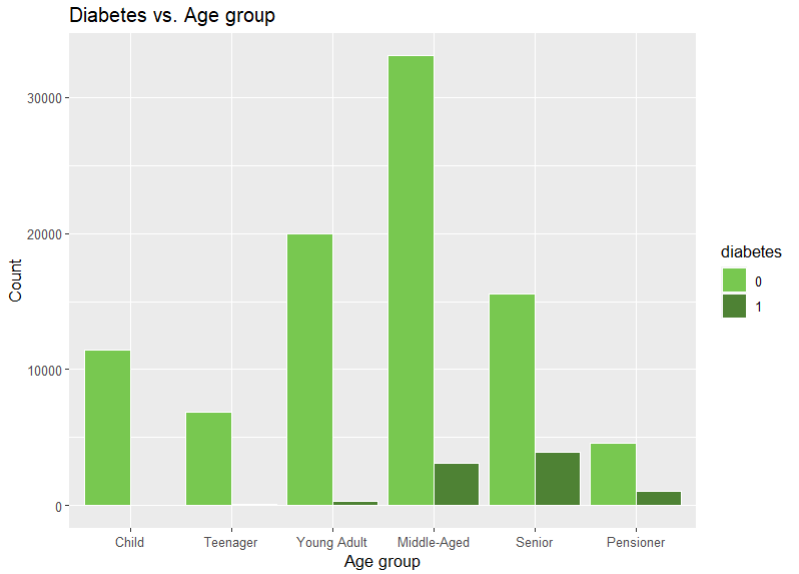 Diabetes vs. Age group
Count
30000
20000
10000
0
Child Teenager Young Adult Middle-Aged Senior Pensioner
Age group
diabetes
0
1